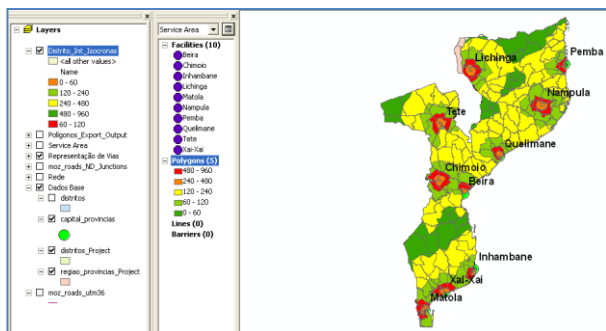 Layers
Distrito_Int_Isocronas
<all other values>
Name
0 - 60
120 - 240
240 - 480
480 - 960
60 - 120
Polígonos_Export_Output
Service Area
Representação de Vias
moz_roads_ND_Junctions
Rede
Dados Base
distritos
capital_provincias
distritos_Project
regiao_provincias_Project
moz_roads_utm36
Service Area
Facilities (10)
Beira
Chimoio
Inhambane
Lichinga
Matola
Nampula
Pemba
Quelimane
Tete
Xai-Xai
Polygons (5)
480 - 960
240 - 480
120 - 240
60 - 120
0 - 60
Lines (0)
Barriers (0)
Pemba
Lichinga
Nampula
Tete
Quelimane
Chimoio
Beira
Inhambane
Xai-Xai
Matola